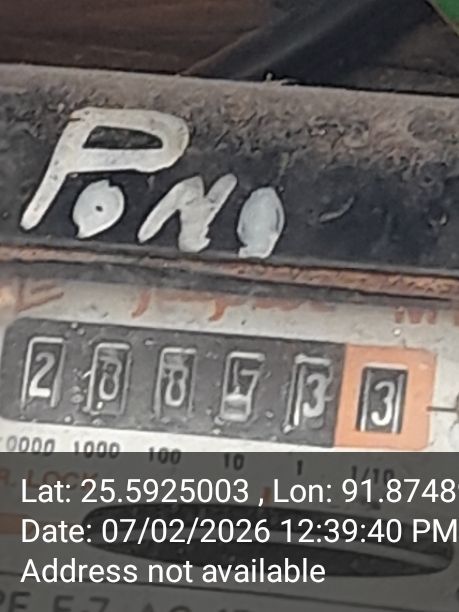 PoNo
2 8 8 7 3 3
0000 1000 100 10 1 1/10
Lat: 25.5925003 , Lon: 91.8748
Date: 07/02/2026 12:39:40 PM
Address not available